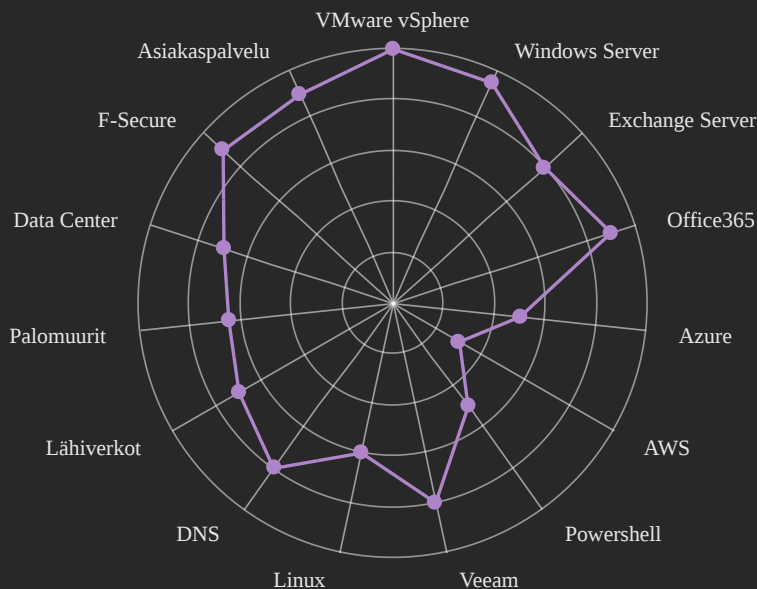 VMware vSphere
Windows Server
Exchange Server
Office365
Azure
AWS
Powershell
Veeam
Linux
DNS
Lähiverkot
Palomuurit
Data Center
F-Secure
Asiakaspalvelu